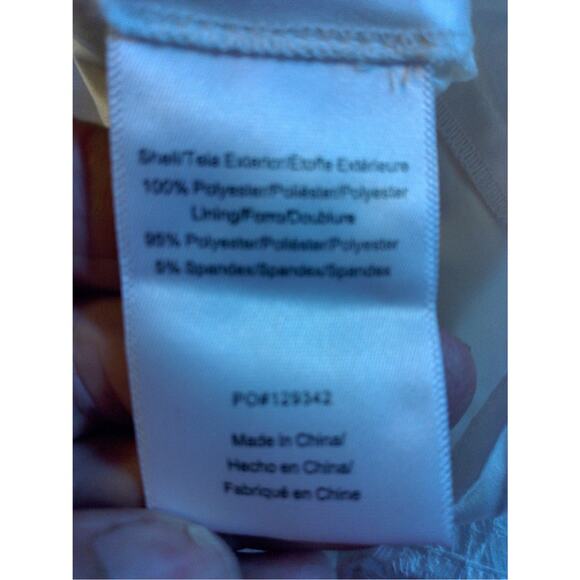 Shell/Tela Exterior/Etoffe Extérieure
100% Polyester/Poliéster/Polyester
Lining/Forro/Doublure
95% Polyester/Poliéster/Polyester
5% Spandex/Spandex/Spandex
PO#129342
Made in China/
Hecho en China/
Fabriqué en Chine